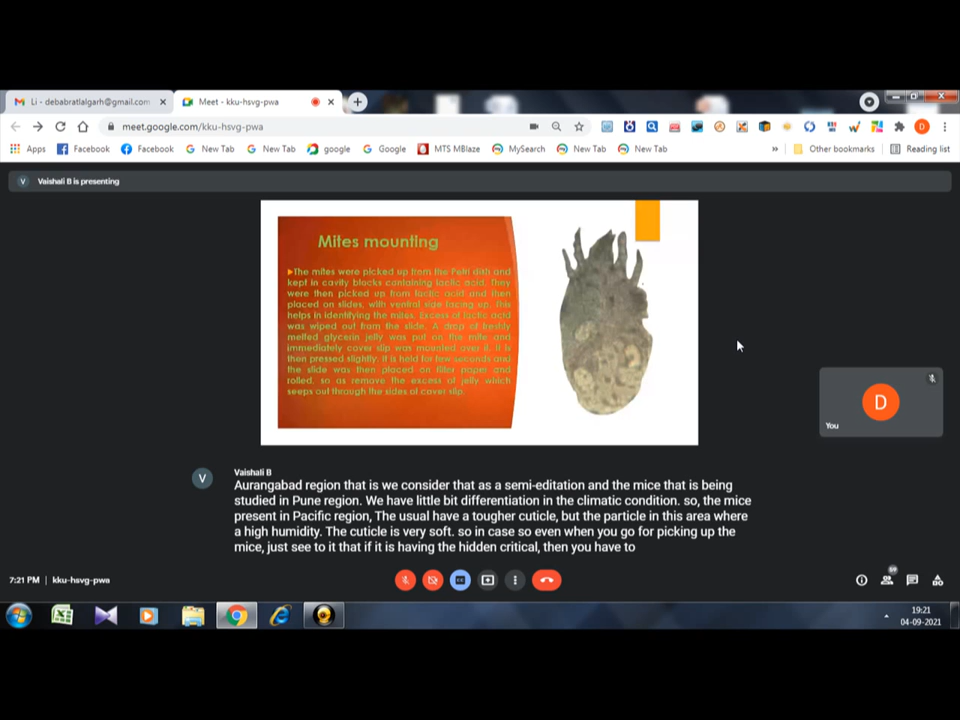 Li - debabratlalgarh@gmail.com
Meet - kku-hsvg-pwa
meet.google.com/kku-hsvg-pwa
D
Apps
Facebook
Facebook
New Tab
New Tab
google
Google
MTS MBlaze
MySearch
New Tab
New Tab
»
Other bookmarks
Reading list
V
Vaishali B is presenting
Mites mounting
The mites were picked up from the Petri dish and
kept in cavity blocks containing lactic acid. They
were then picked up from lactic acid and then
placed on slides, with ventral side facing up. This
helps in identifying the mites. Excess of lactic acid
was wiped out from the slide. A drop of freshly
melted glycerin jelly was put on the mite and
immediately cover slip was mounted over it. It is
then pressed slightly. It is held for few seconds and
the slide was then placed on filter paper and
rolled, so as remove the excess of jelly which
seeps out through the sides of cover slip.
D
You
V
Vaishali B
Aurangabad region that is we consider that as a semi-editation and the mice that is being
studied in Pune region. We have little bit differentiation in the climatic condition. so, the mice
present in Pacific region, The usual have a tougher cuticle, but the particle in this area where
a high humidity. The cuticle is very soft. so in case so even when you go for picking up the
mice, just see to it that if it is having the hidden critical, then you have to
7:21 PM | kku-hsvg-pwa
59
19:21
04-09-2021